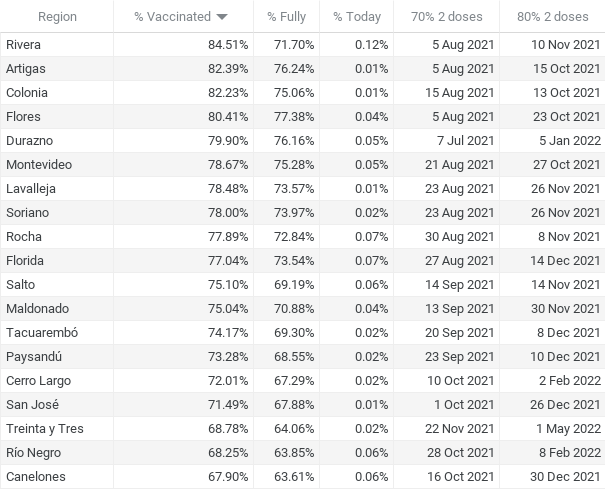 Region % Vaccinated % Fully % Today 70% 2 doses 80% 2 doses
Rivera 84.51% 71.70% 0.12% 5 Aug 2021 10 Nov 2021
Artigas 82.39% 76.24% 0.01% 5 Aug 2021 15 Oct 2021
Colonia 82.23% 75.06% 0.01% 15 Aug 2021 13 Oct 2021
Flores 80.41% 77.38% 0.04% 5 Aug 2021 23 Oct 2021
Durazno 79.90% 76.16% 0.05% 7 Jul 2021 5 Jan 2022
Montevideo 78.67% 75.28% 0.05% 21 Aug 2021 27 Oct 2021
Lavalleja 78.48% 73.57% 0.01% 23 Aug 2021 26 Nov 2021
Soriano 78.00% 73.97% 0.02% 23 Aug 2021 26 Nov 2021
Rocha 77.89% 72.84% 0.07% 30 Aug 2021 8 Nov 2021
Florida 77.04% 73.54% 0.07% 27 Aug 2021 14 Dec 2021
Salto 75.10% 69.19% 0.06% 14 Sep 2021 14 Nov 2021
Maldonado 75.04% 70.88% 0.04% 13 Sep 2021 30 Nov 2021
Tacuarembó 74.17% 69.30% 0.02% 20 Sep 2021 8 Dec 2021
Paysandú 73.28% 68.55% 0.02% 23 Sep 2021 10 Dec 2021
Cerro Largo 72.01% 67.29% 0.02% 10 Oct 2021 2 Feb 2022
San José 71.49% 67.88% 0.01% 1 Oct 2021 26 Dec 2021
Treinta y Tres 68.78% 64.06% 0.02% 22 Nov 2021 1 May 2022
Río Negro 68.25% 63.85% 0.06% 28 Oct 2021 8 Feb 2022
Canelones 67.90% 63.61% 0.06% 16 Oct 2021 30 Dec 2021